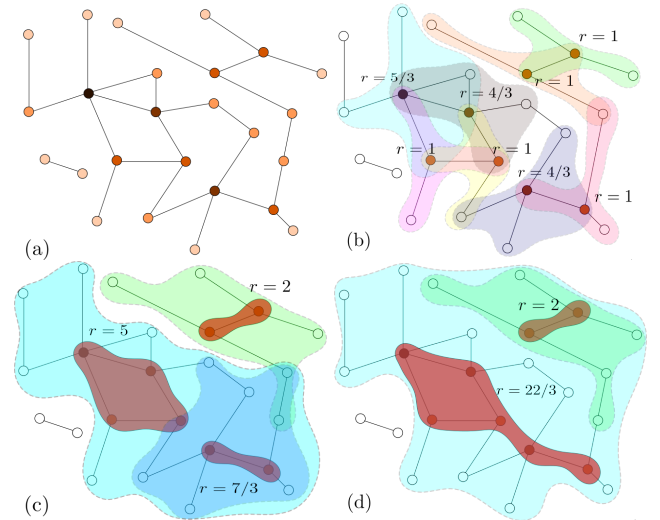 (a)
r = 1
r = 5/3
r = 1
r = 4/3
r = 1
r = 1
r = 4/3
r = 1
(b)
r = 2
r = 5
r = 7/3
(c)
r = 2
r = 22/3
(d)